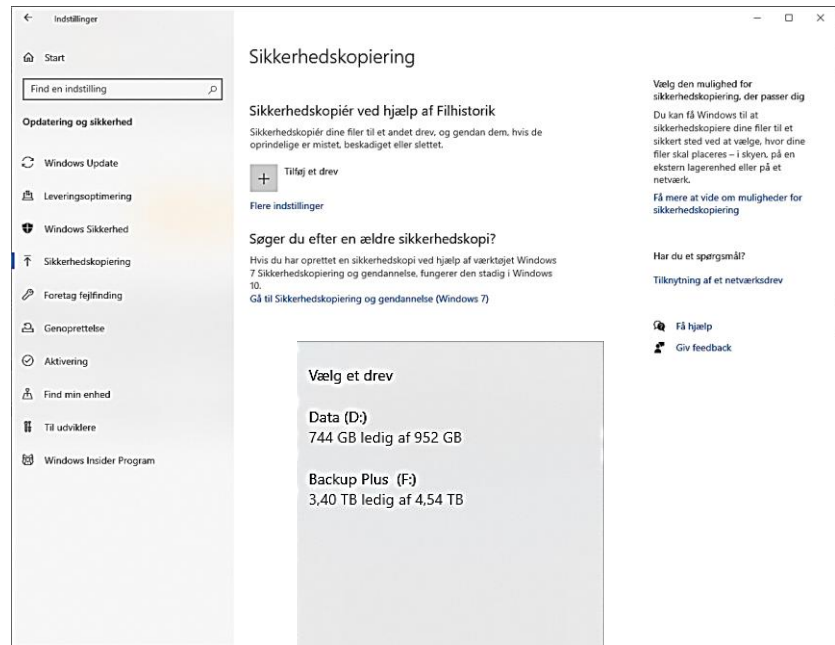 Indstillinger
Start
Find en indstilling
Opdatering og sikkerhed
Windows Update
Leveringsoptimering
Windows Sikkerhed
Sikkerhedskopiering
Foretag fejlfinding
Genoprettelse
Aktivering
Find min enhed
Til udviklere
Windows Insider Program
Sikkerhedskopiering
Sikkerhedskopiér ved hjælp af Filhistorik
Sikkerhedskopiér dine filer til et andet drev, og gendan dem, hvis de
oprindelige er mistet, beskadiget eller slettet.
Tilføj et drev
Flere indstillinger
Søger du efter en ældre sikkerhedskopi?
Hvis du har oprettet en sikkerhedskopi ved hjælp af værktøjet Windows
7 Sikkerhedskopiering og gendannelse, fungerer den stadig i Windows
10.
Gå til Sikkerhedskopiering og gendannelse (Windows 7)
Vælg et drev
Data (D:)
744 GB ledig af 952 GB
Backup Plus (F:)
3,40 TB ledig af 4,54 TB
Vælg den mulighed for
sikkerhedskopiering, der passer dig
Du kan få Windows til at
sikkerhedskopiere dine filer til et
sikkert sted ved at vælge, hvor dine
filer skal placeres – i skyen, på en
ekstern lagerenhed eller på et
netværk.
Få mere at vide om muligheder for
sikkerhedskopiering
Har du et spørgsmål?
Tilknytning af et netværksdrev
Få hjælp
Giv feedback